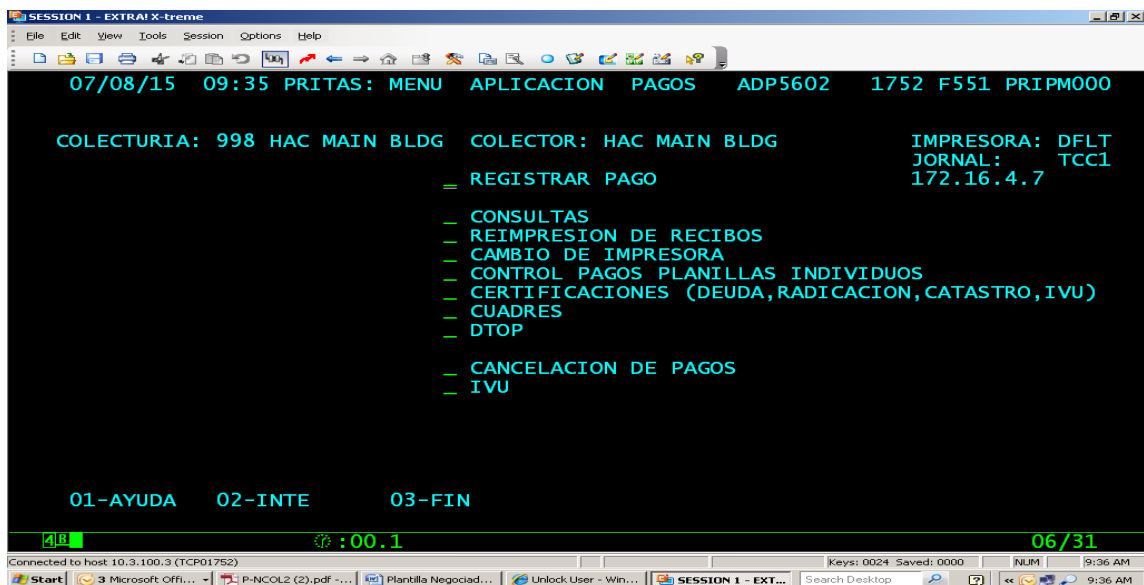 SESSION 1 - EXTRA! X-treme
File Edit View Tools Session Options Help
07/08/15 09:35 PRITAS: MENU APLICACION PAGOS ADP5602 1752 F551 PRIPM000
COLECTURIA: 998 HAC MAIN BLDG COLECTOR: HAC MAIN BLDG IMPRESORA: DFLT
JORNAL: TCC1
_ REGISTRAR PAGO 172.16.4.7
_ CONSULTAS
_ REIMPRESION DE RECIBOS
_ CAMBIO DE IMPRESORA
_ CONTROL PAGOS PLANILLAS INDIVIDUOS
_ CERTIFICACIONES (DEUDA,RADICACION,CATASTRO,IVU)
_ CUADRES
_ DTOP
_ CANCELACION DE PAGOS
_ IVU
01-AYUDA 02-INTE 03-FIN
4B :00.1 06/31
Connected to host 10.3.100.3 (TCP01752) Keys: 0024 Saved: 0000 NUM 9:36 AM
Start 3 Microsoft Offi... P-NCOL2 (2).pdf -... Plantilla Negociad... Unlock User - Win... SESSION 1 - EXT... Search Desktop 9:36 AM